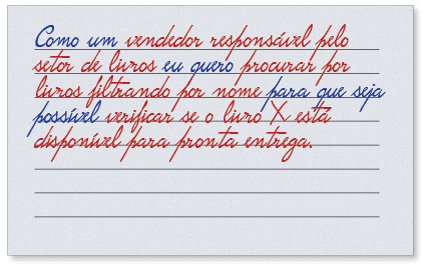 Como um vendedor responsável pelo
setor de livros eu quero procurar por
livros filtrando por nome para que seja
possível verificar se o livro X está
disponível para pronta entrega.